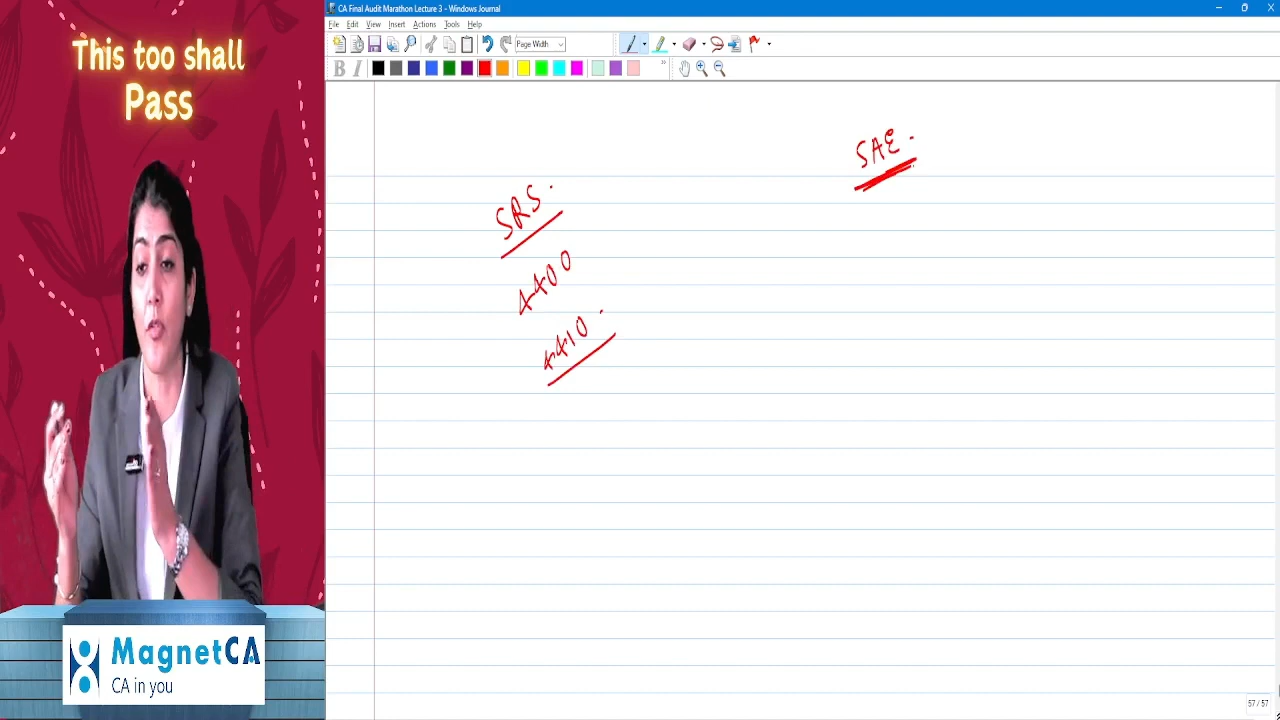 This too shall
Pass
CA Final Audit Marathon Lecture 3 - Windows Journal
File Edit View Insert Actions Tools Help
Page Width
B I
SAE.
SRS.
4400
4410.
MagnetCA
CA in you
57 / 57